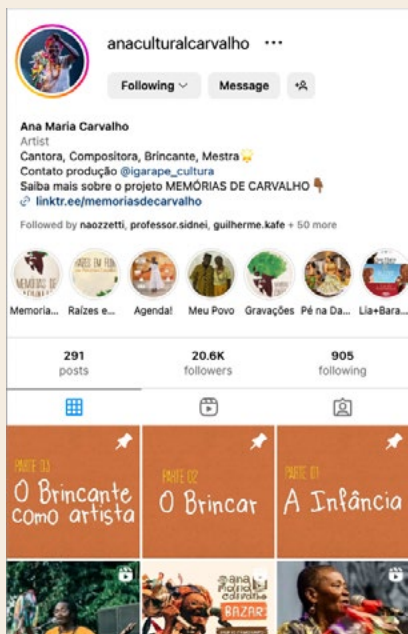 anaculturalcarvalho
Following
Message
Ana Maria Carvalho
Artist
Cantora, Compositora, Brincante, Mestra
Contato produção @igarape_cultura
Saiba mais sobre o projeto MEMÓRIAS DE CARVALHO
linktr.ee/memoriasdecarvalho
Followed by naozzetti, professor.sidnei, guilherme.kafe + 50 more
Memoria... Raízes e... Agenda! Meu Povo Gravações Pé na Da... Lia+Bara...
291 20.6K 905
posts followers following
PARTE 03
O Brincante
como artista
PARTE 02
O Brincar
PARTE 01
A Infância
ana
maria
carvalho
BAZAR